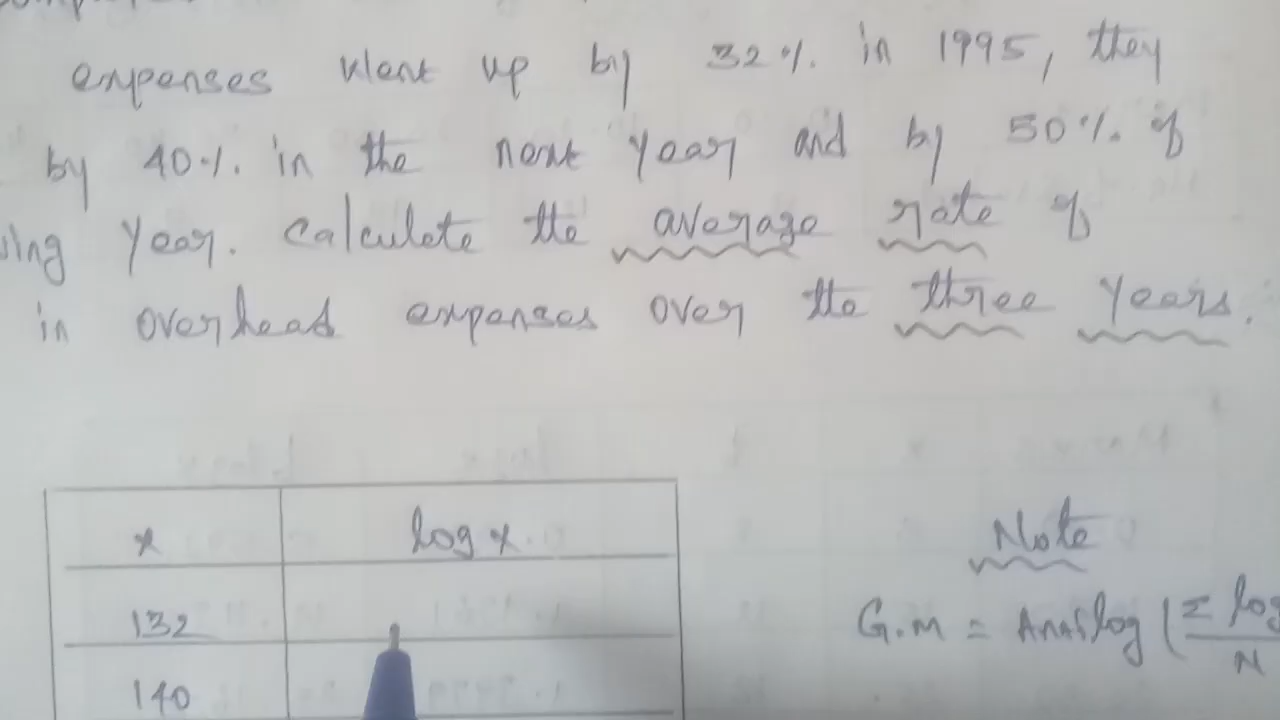 expenses went up by 32%. in 1995, they
by 40%. in the next year and by 50%. of
year. Calculate the average rate of
in overhead expenses over the three years.
x log x
132
140
Note
G.M = Antilog (Σ log
N